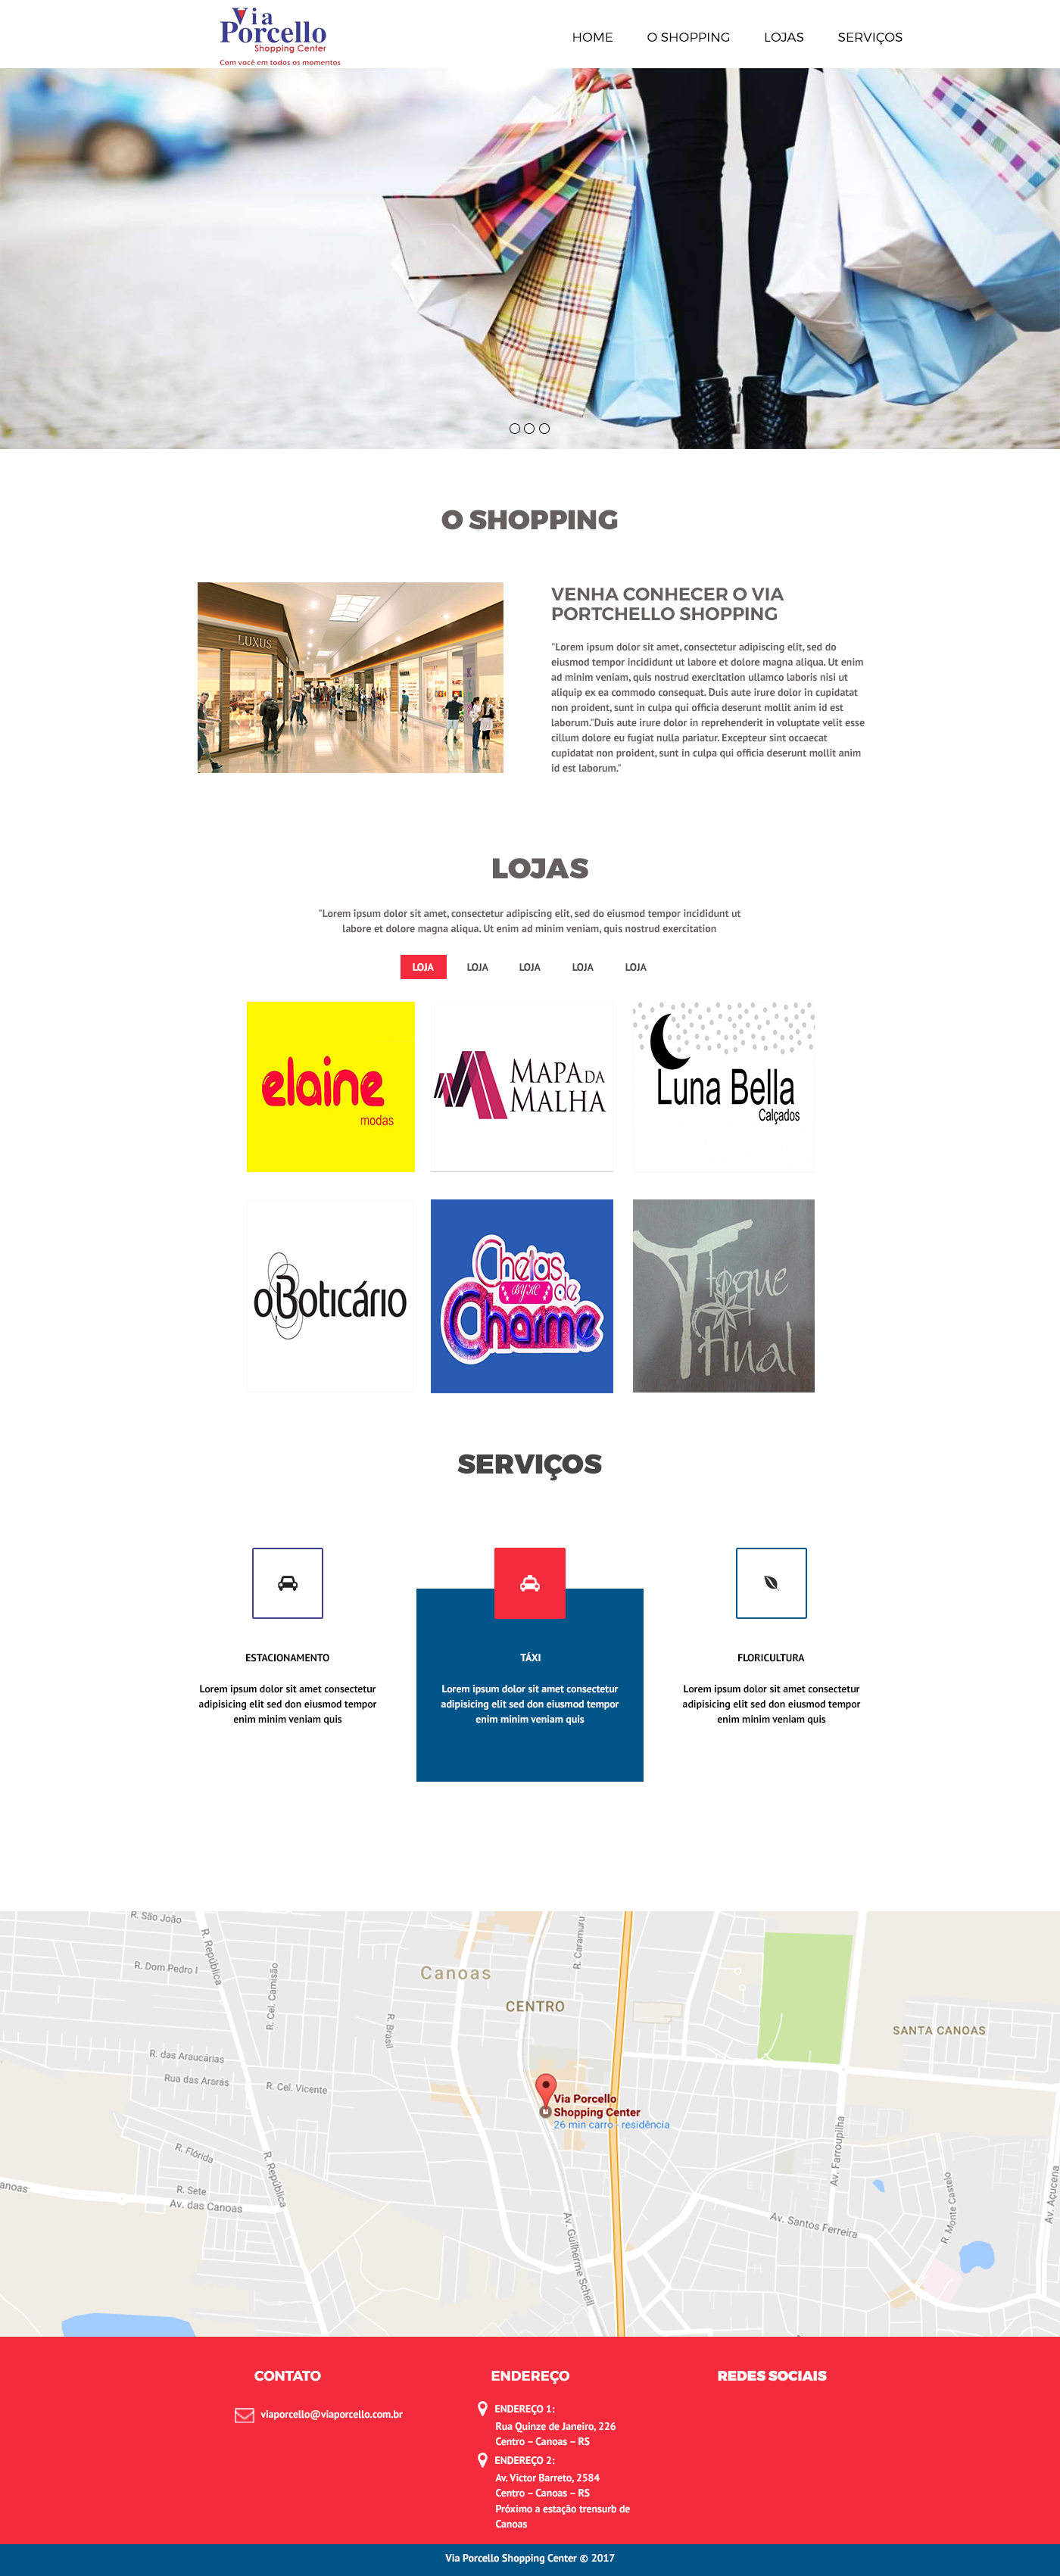 Via
Porcello
Shopping Center
Com você em todos os momentos
HOME
O SHOPPING
LOJAS
SERVIÇOS
O SHOPPING
LUXUS
VENHA CONHECER O VIA
PORTCHELLO SHOPPING
"Lorem ipsum dolor sit amet, consectetur adipiscing elit, sed do
eiusmod tempor incididunt ut labore et dolore magna aliqua. Ut enim
ad minim veniam, quis nostrud exercitation ullamco laboris nisi ut
aliquip ex ea commodo consequat. Duis aute irure dolor in cupidatat
non proident, sunt in culpa qui officia deserunt mollit anim id est
laborum."Duis aute irure dolor in reprehenderit in voluptate velit esse
cillum dolore eu fugiat nulla pariatur. Excepteur sint occaecat
cupidatat non proident, sunt in culpa qui officia deserunt mollit anim
id est laborum."
LOJAS
"Lorem ipsum dolor sit amet, consectetur adipiscing elit, sed do eiusmod tempor incididunt ut
labore et dolore magna aliqua. Ut enim ad minim veniam, quis nostrud exercitation
LOJA
LOJA
LOJA
LOJA
LOJA
elaine
modas
MAPA DA
MALHA
Luna Bella
Calçados
oBoticário
Cheias
de
Charme
Toque
Final
SERVIÇOS
ESTACIONAMENTO
Lorem ipsum dolor sit amet consectetur
adipisicing elit sed don eiusmod tempor
enim minim veniam quis
TÁXI
Lorem ipsum dolor sit amet consectetur
adipisicing elit sed don eiusmod tempor
enim minim veniam quis
FLORICULTURA
Lorem ipsum dolor sit amet consectetur
adipisicing elit sed don eiusmod tempor
enim minim veniam quis
R. São João
R. República
R. Dom Pedro I
R. Cel. Camisão
R. Caramuru
Canoas
CENTRO
R. Brasil
SANTA CANOAS
R. das Araucárias
Rua das Ararás
R. Cel. Vicente
Via Porcello
Shopping Center
26 min carro - residência
R. Flórida
R. República
Av. Farroupilha
anoas
R. Sete
Av. das Canoas
Av. Guilherme Schell
Av. Santos Ferreira
R. Monte Castelo
Av. Açucena
CONTATO
viaporcello@viaporcello.com.br
ENDEREÇO
ENDEREÇO 1:
Rua Quinze de Janeiro, 226
Centro – Canoas – RS
ENDEREÇO 2:
Av. Victor Barreto, 2584
Centro – Canoas – RS
Próximo a estação trensurb de
Canoas
REDES SOCIAIS
Via Porcello Shopping Center © 2017